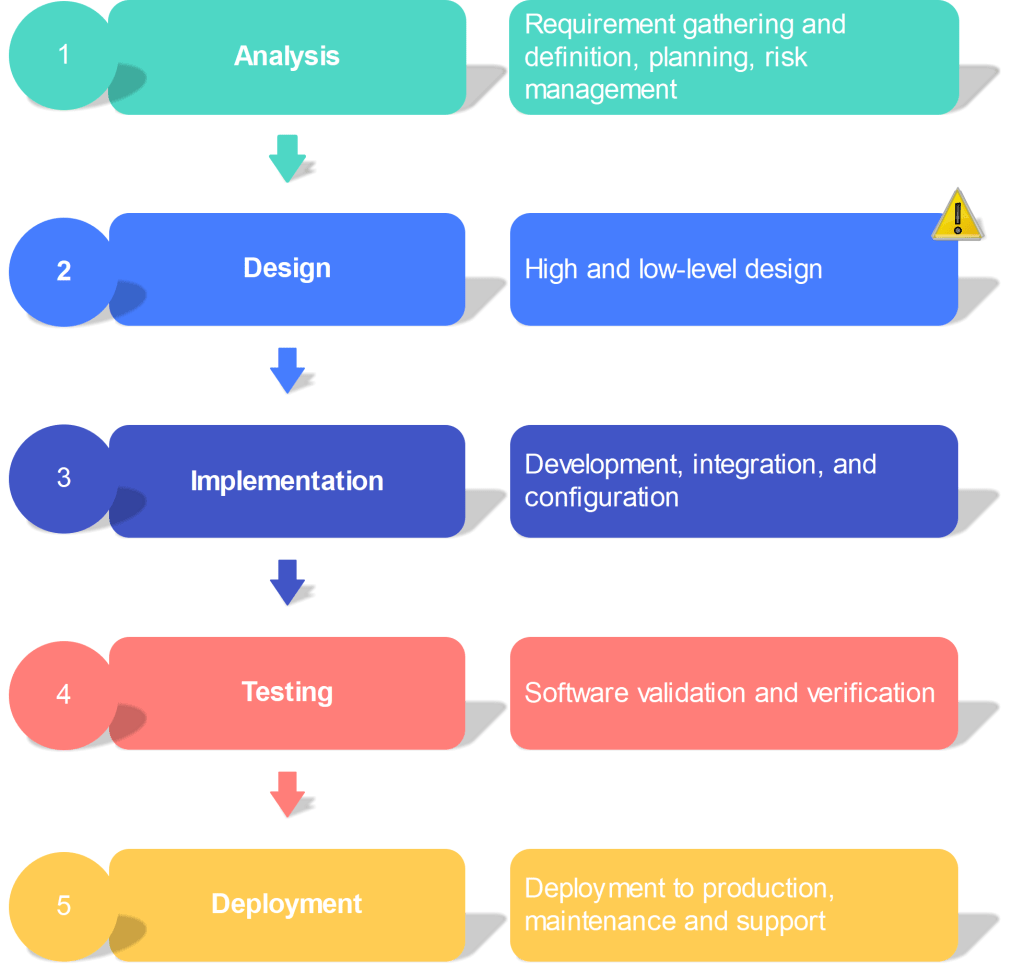 1
Analysis
Requirement gathering and
definition, planning, risk
management
2
Design
High and low-level design
3
Implementation
Development, integration, and
configuration
4
Testing
Software validation and verification
5
Deployment
Deployment to production,
maintenance and support